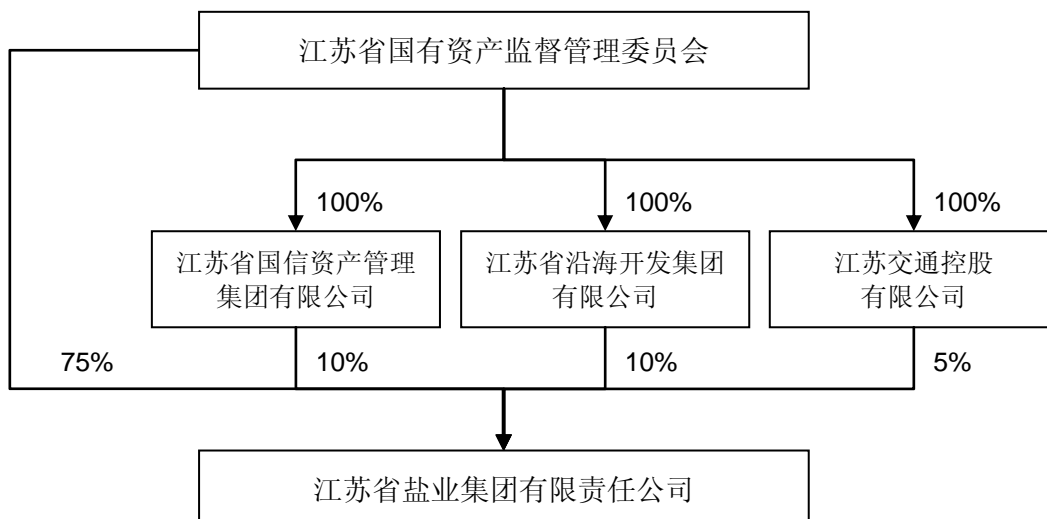 江苏省国有资产监督管理委员会
100%
100%
100%
江苏省国信资产管理
集团有限公司
江苏省沿海开发集团
有限公司
江苏交通控股
有限公司
75%
10%
10%
5%
江苏省盐业集团有限责任公司